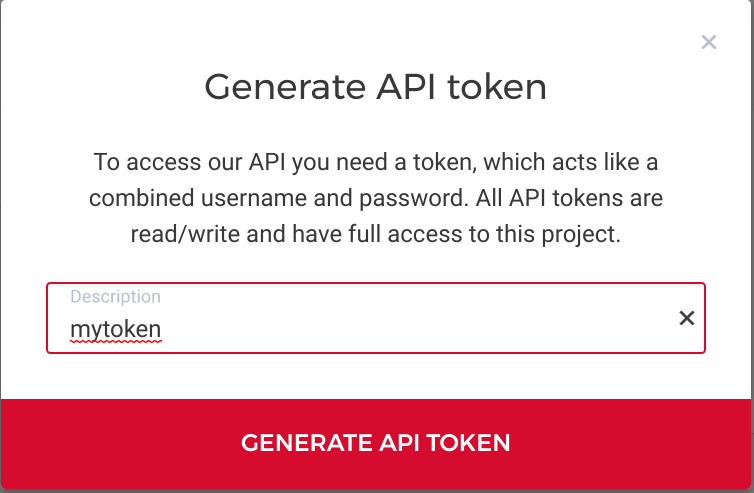 Generate API token
To access our API you need a token, which acts like a
combined username and password. All API tokens are
read/write and have full access to this project.
Description
mytoken
GENERATE API TOKEN